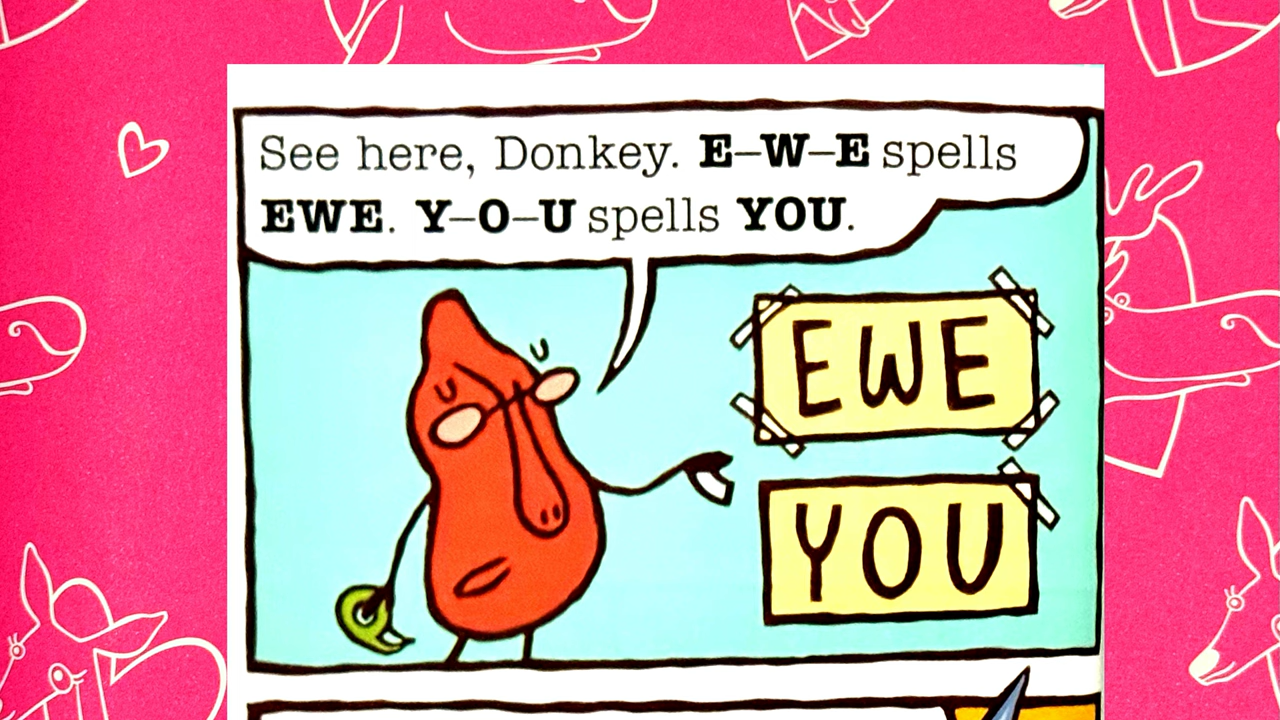 See here, Donkey. E–W–E spells
EWE. Y–O–U spells YOU.
EWE
YOU